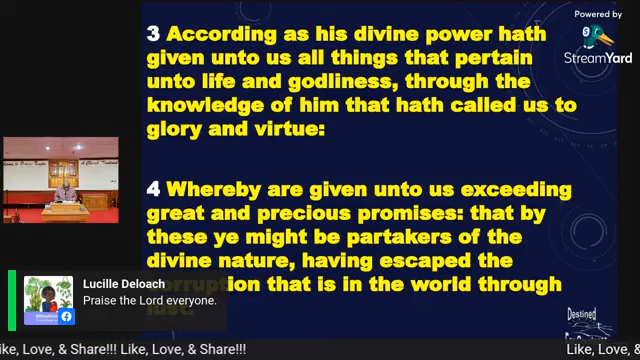 Powered by
StreamYard
3 According as his divine power hath
given unto us all things that pertain
unto life and godliness, through the
knowledge of him that hath called us to
glory and virtue:
4 Whereby are given unto us exceeding
great and precious promises: that by
these ye might be partakers of the
divine nature, having escaped the
corruption that is in the world through
lust.
Lucille Deloach
Praise the Lord everyone.
Destined
ike, Love, & Share!!! Like, Love, & Share!!!
Like, Love, &